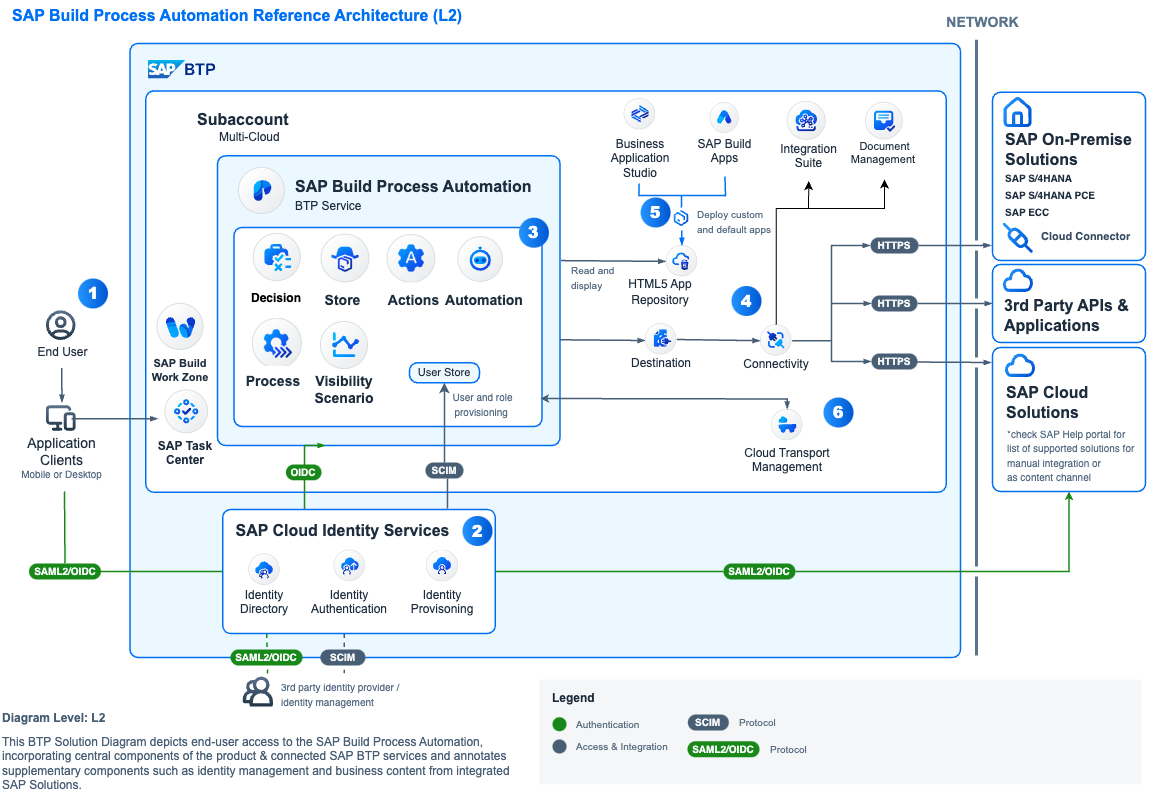 SAP Build Process Automation Reference Architecture (L2)
NETWORK
SAP BTP
Subaccount
Multi-Cloud
Business
Application
Studio
SAP Build
Apps
Integration
Suite
Document
Management
SAP Build Process Automation
BTP Service
5
Deploy custom
and default apps
3
Decision
Store
Actions
Automation
Process
Visibility
Scenario
User Store
User and role
provisioning
Read and
display
HTML5 App
Repository
4
Destination
Connectivity
6
Cloud Transport
Management
HTTPS
HTTPS
HTTPS
SAP On-Premise
Solutions
SAP S/4HANA
SAP S/4HANA PCE
SAP ECC
Cloud Connector
3rd Party APIs &
Applications
SAP Cloud
Solutions
*check SAP Help portal for
list of supported solutions for
manual integration or
as content channel
1
End User
Application
Clients
Mobile or Desktop
SAP Build
Work Zone
SAP Task
Center
OIDC
SCIM
SAP Cloud Identity Services
2
Identity
Directory
Identity
Authentication
Identity
Provisoning
SAML2/OIDC
SAML2/OIDC
SAML2/OIDC
SCIM
3rd party identity provider /
identity management
Legend
Authentication
SCIM
Protocol
Access & Integration
SAML2/OIDC
Protocol
Diagram Level: L2
This BTP Solution Diagram depicts end-user access to the SAP Build Process Automation,
incorporating central components of the product & connected SAP BTP services and annotates
supplementary components such as identity management and business content from integrated
SAP Solutions.